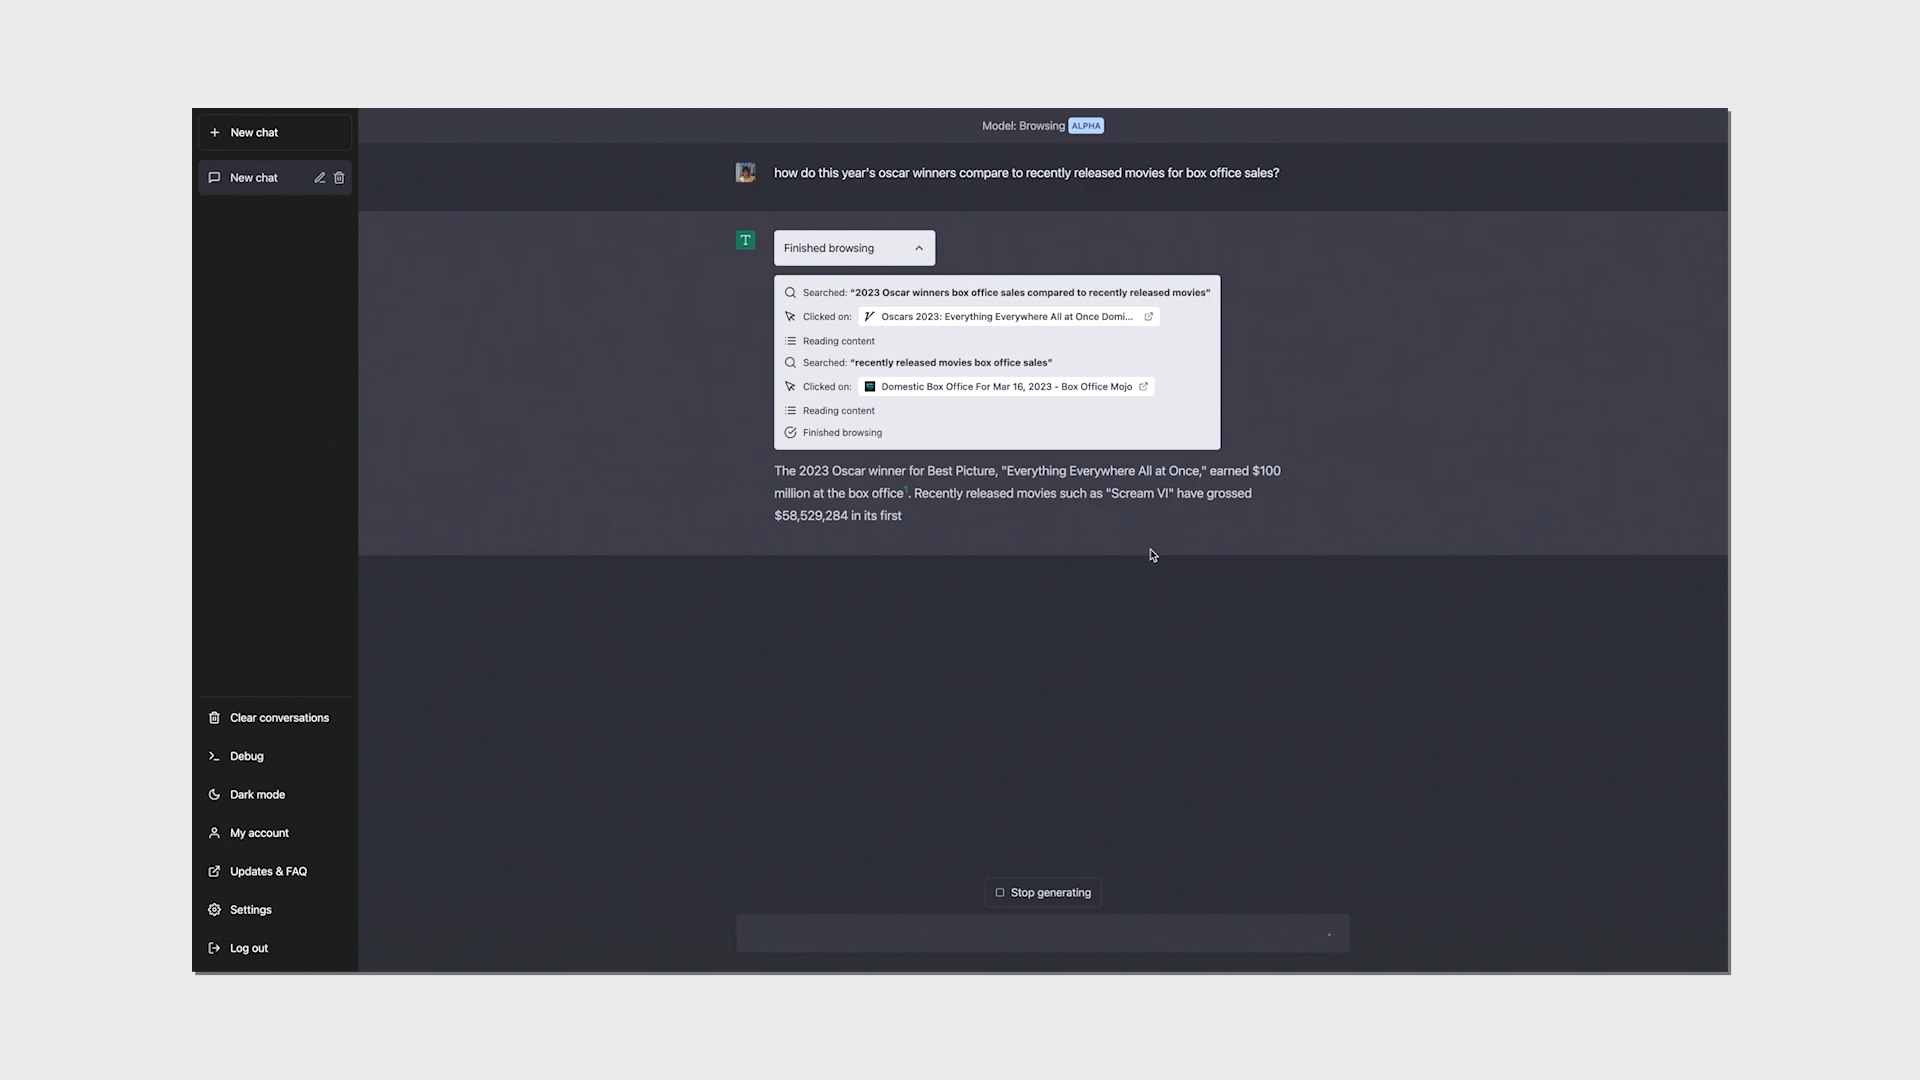 New chat
New chat
Clear conversations
Debug
Dark mode
My account
Updates & FAQ
Settings
Log out
Model: Browsing ALPHA
how do this year's oscar winners compare to recently released movies for box office sales?
T
Finished browsing
Searched: “2023 Oscar winners box office sales compared to recently released movies”
Clicked on: V Oscars 2023: Everything Everywhere All at Once Domi...
Reading content
Searched: “recently released movies box office sales”
Clicked on: Domestic Box Office For Mar 16, 2023 - Box Office Mojo
Reading content
Finished browsing
The 2023 Oscar winner for Best Picture, "Everything Everywhere All at Once," earned $100
million at the box office¹. Recently released movies such as "Scream VI" have grossed
$58,529,284 in its first
Stop generating